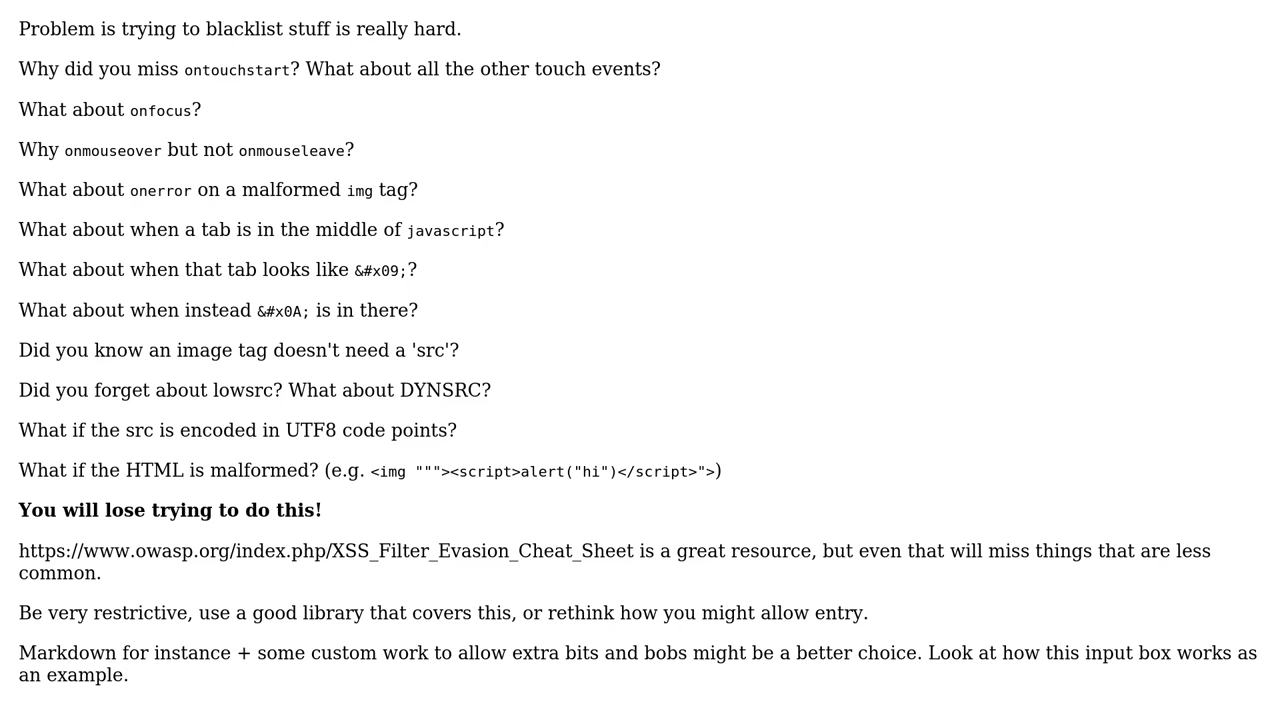 Problem is trying to blacklist stuff is really hard.
Why did you miss ontouchstart? What about all the other touch events?
What about onfocus?
Why onmouseover but not onmouseleave?
What about onerror on a malformed img tag?
What about when a tab is in the middle of javascript?
What about when that tab looks like &#x09;?
What about when instead &#x0A; is in there?
Did you know an image tag doesn't need a 'src'?
Did you forget about lowsrc? What about DYNSRC?
What if the src is encoded in UTF8 code points?
What if the HTML is malformed? (e.g. <img """><script>alert("hi")</script>">)
You will lose trying to do this!
https://www.owasp.org/index.php/XSS_Filter_Evasion_Cheat_Sheet is a great resource, but even that will miss things that are less
common.
Be very restrictive, use a good library that covers this, or rethink how you might allow entry.
Markdown for instance + some custom work to allow extra bits and bobs might be a better choice. Look at how this input box works as
an example.